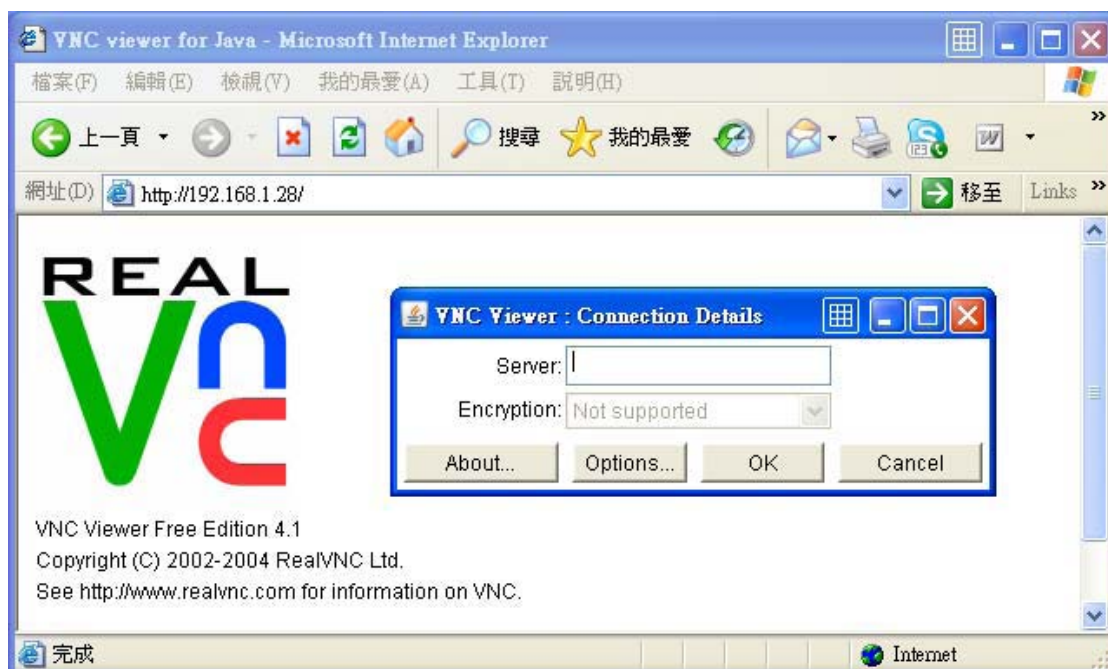 VNC viewer for Java - Microsoft Internet Explorer
檔案(F) 編輯(E) 檢視(V) 我的最愛(A) 工具(T) 說明(H)
上一頁 搜尋 我的最愛 123 W »
網址(D) http://192.168.1.28/ 移至 Links »
REAL
Vnc
VNC Viewer : Connection Details
Server:
Encryption: Not supported
About... Options... OK Cancel
VNC Viewer Free Edition 4.1
Copyright (C) 2002-2004 RealVNC Ltd.
See http://www.realvnc.com for information on VNC.
完成 Internet